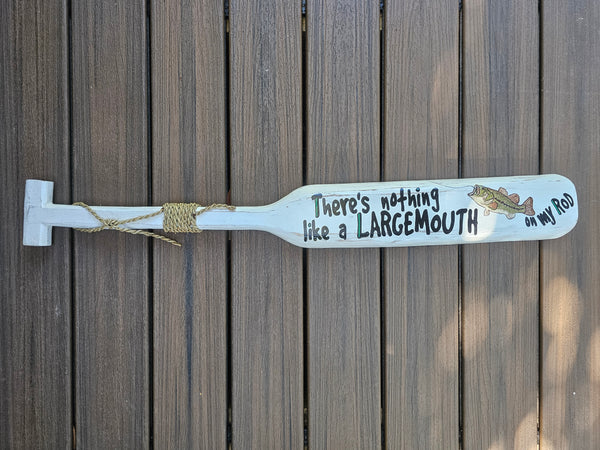 There's nothing
like a LARGEMOUTH
on my RoD